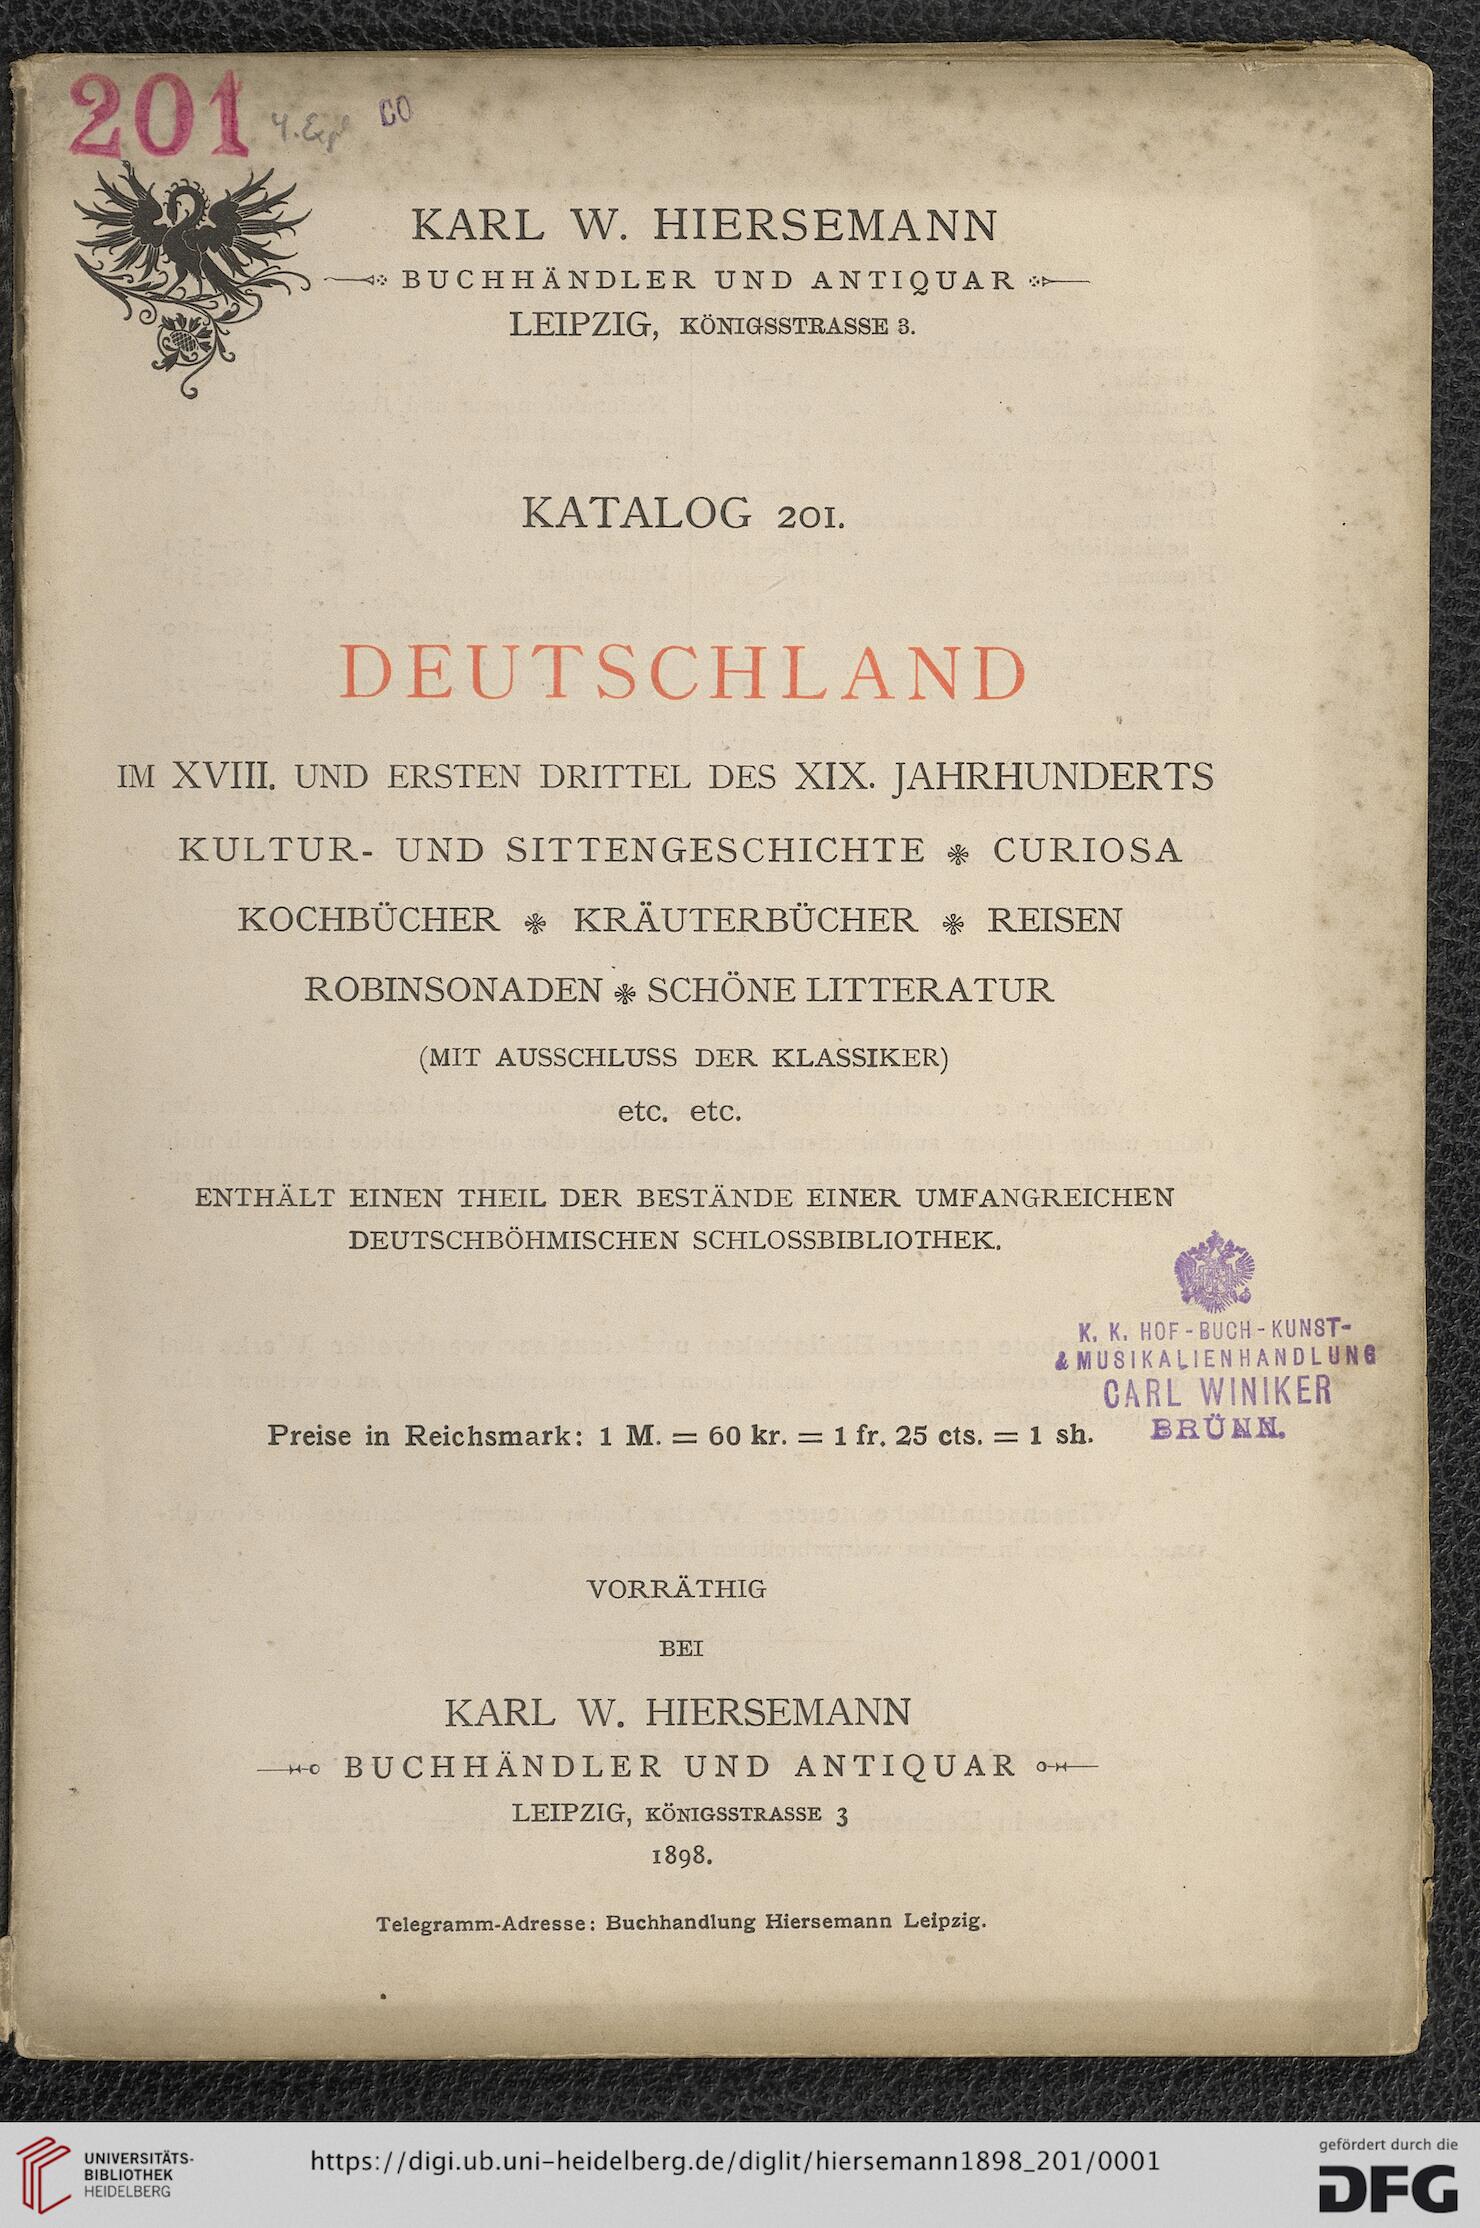 201 CO
KARL W. HIERSEMANN
BUCHHÄNDLER UND ANTIQUAR
LEIPZIG, KÖNIGSSTRASSE 3.
KATALOG 201.
DEUTSCHLAND
IM XVIII. UND ERSTEN DRITTEL DES XIX. JAHRHUNDERTS
KULTUR- UND SITTENGESCHICHTE * CURIOSA
KOCHBÜCHER * KRÄUTERBÜCHER * REISEN
ROBINSONADEN * SCHÖNE LITTERATUR
(MIT AUSSCHLUSS DER KLASSIKER)
etc. etc.
ENTHÄLT EINEN THEIL DER BESTÄNDE EINER UMFANGREICHEN
DEUTSCHBÖHMISCHEN SCHLOSSBIBLIOTHEK.
K. K. HOF-BUCH-KUNST-
& MUSIKALIENHANDLUNG
CARL WINIKER
BRÜNN.
Preise in Reichsmark: 1 M. = 60 kr. = 1 fr. 25 cts. = 1 sh.
VORRÄTHIG
BEI
KARL W. HIERSEMANN
BUCHHÄNDLER UND ANTIQUAR
LEIPZIG, KÖNIGSSTRASSE 3
1898.
Telegramm-Adresse: Buchhandlung Hiersemann Leipzig.
UNIVERSITÄTS-
BIBLIOTHEK
HEIDELBERG
https://digi.ub.uni-heidelberg.de/diglit/hiersemann1898_201/0001
gefördert durch die
DFG